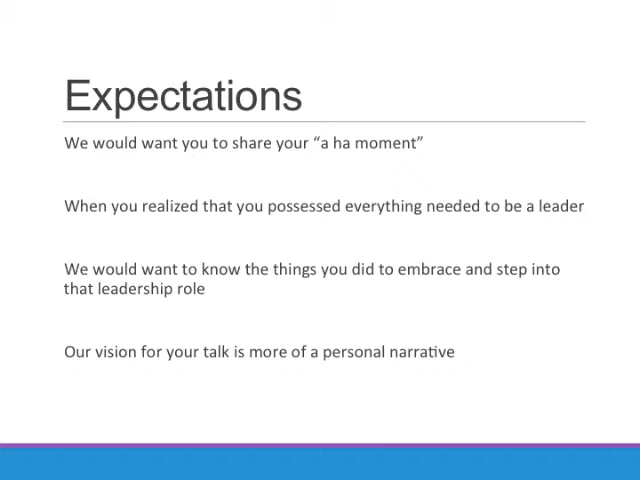 Expectations
We would want you to share your “a ha moment”
When you realized that you possessed everything needed to be a leader
We would want to know the things you did to embrace and step into
that leadership role
Our vision for your talk is more of a personal narrative